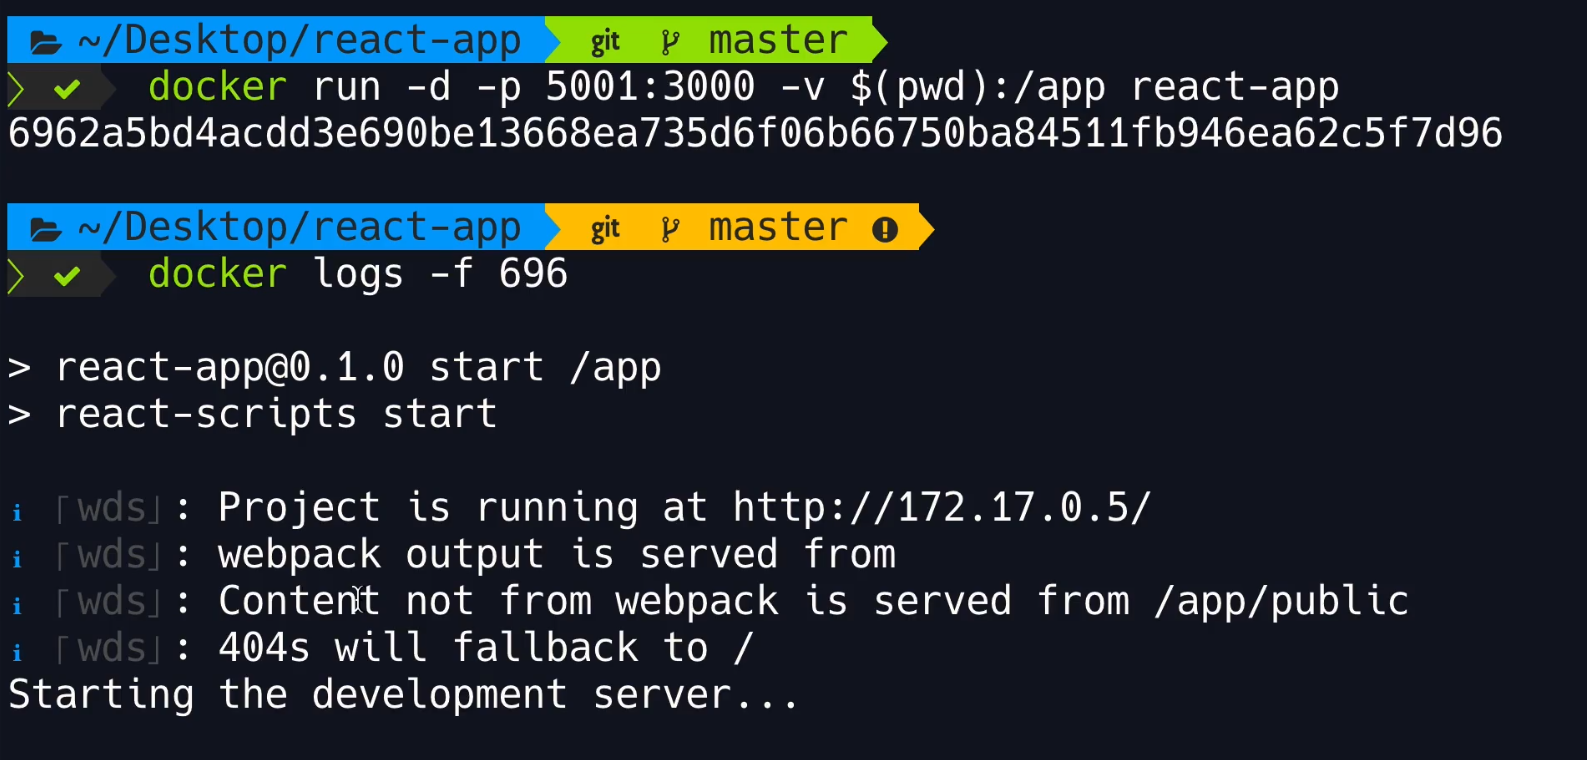 ~/Desktop/react-app git master
docker run -d -p 5001:3000 -v $(pwd):/app react-app
6962a5bd4acdd3e690be13668ea735d6f06b66750ba84511fb946ea62c5f7d96
~/Desktop/react-app git master
docker logs -f 696
> react-app@0.1.0 start /app
> react-scripts start
ℹ ｢wds｣: Project is running at http://172.17.0.5/
ℹ ｢wds｣: webpack output is served from
ℹ ｢wds｣: Content not from webpack is served from /app/public
ℹ ｢wds｣: 404s will fallback to /
Starting the development server...